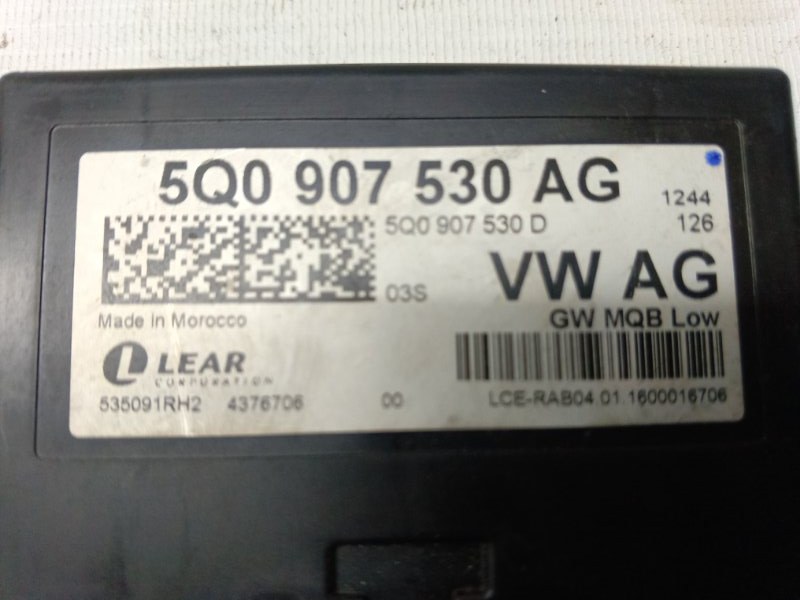 5Q0 907 530 AG
1244
5Q0 907 530 D
126
03S
VW AG
Made in Morocco
GW MQB Low
LEAR
CORPORATION
535091RH2 4376706 00 LCE-RAB04.01.1600016706